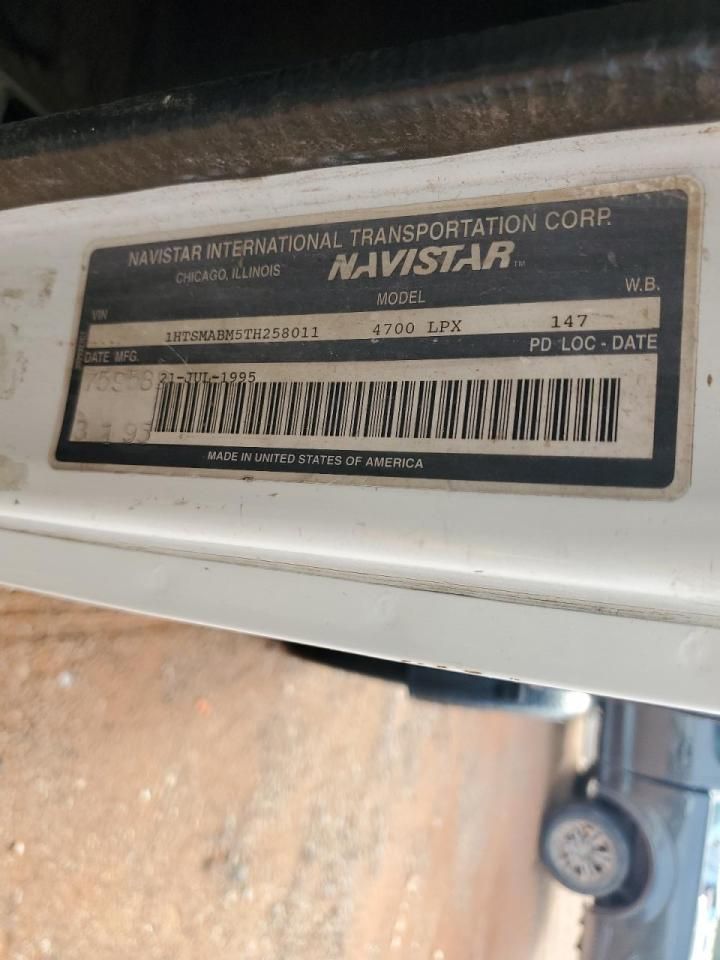 NAVISTAR INTERNATIONAL TRANSPORTATION CORP.
CHICAGO, ILLINOIS NAVISTAR TM
VIN MODEL W.B.
1HTSMABM5TH258011 4700 LPX 147
DATE MFG. PD LOC - DATE
21-JUL-1995
MADE IN UNITED STATES OF AMERICA